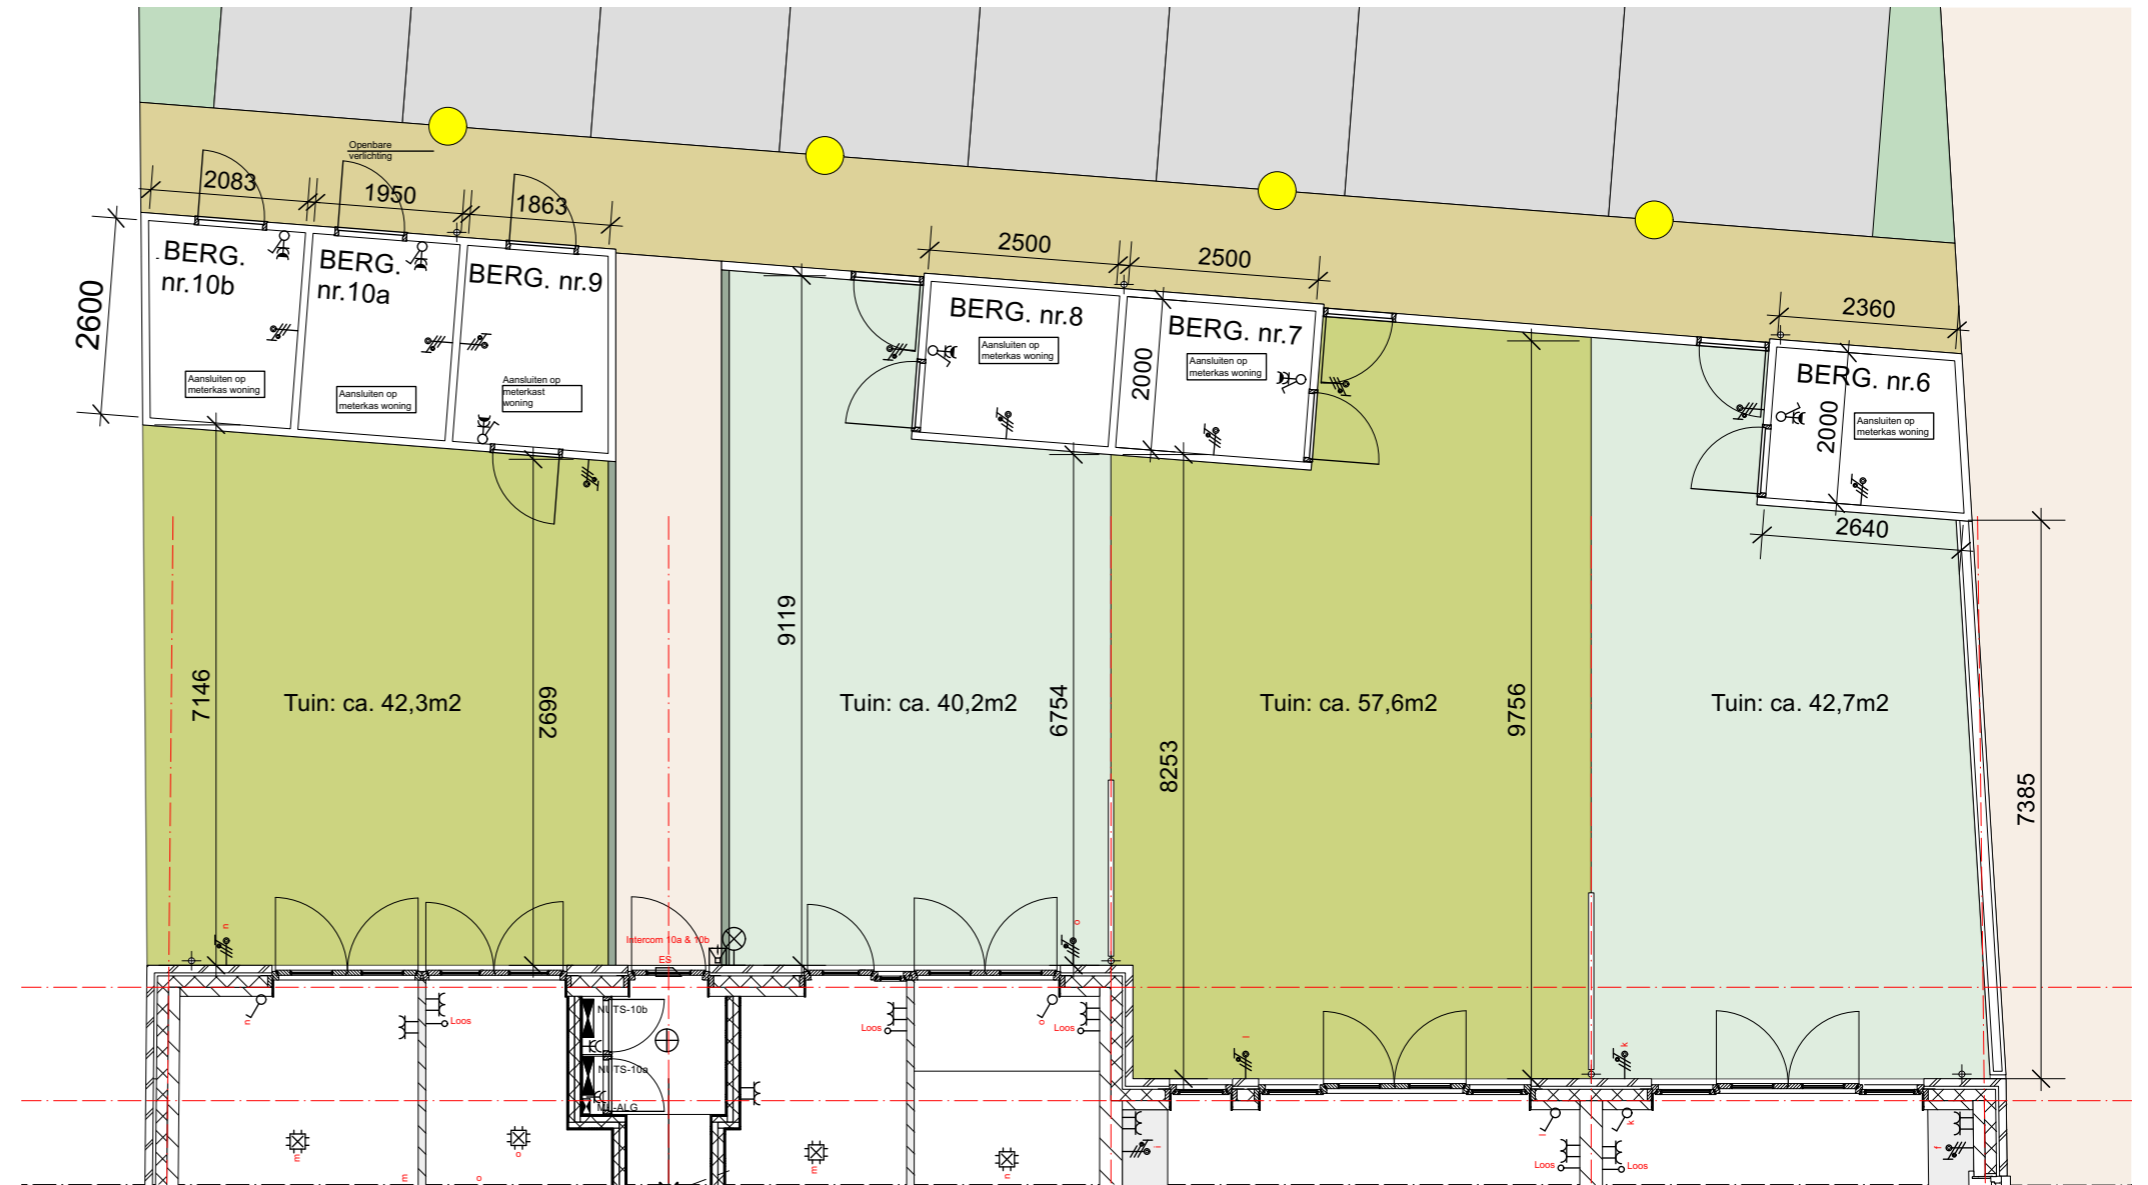 Openbare
verlichting
2083
1950
1863
2600
BERG.
nr.10b
BERG.
nr.10a
BERG. nr.9
Aansluiten op
meterkas woning
Aansluiten op
meterkas woning
Aansluiten op
meterkast
woning
2500
2500
BERG. nr.8
BERG. nr.7
Aansluiten op
meterkas woning
Aansluiten op
meterkas woning
2000
2360
BERG. nr.6
2000
Aansluiten op
meterkas woning
2640
7146
Tuin: ca. 42,3m2
6692
9119
Tuin: ca. 40,2m2
6754
8253
Tuin: ca. 57,6m2
9756
Tuin: ca. 42,7m2
7385
n
o
Intercom 10a & 10b
ES
n
Loos
NUTS-10b
NUTS-10a
Loos
o
Loos
l
k
l
k
Loos
Loos
i
f
m
o
m
n
m
o